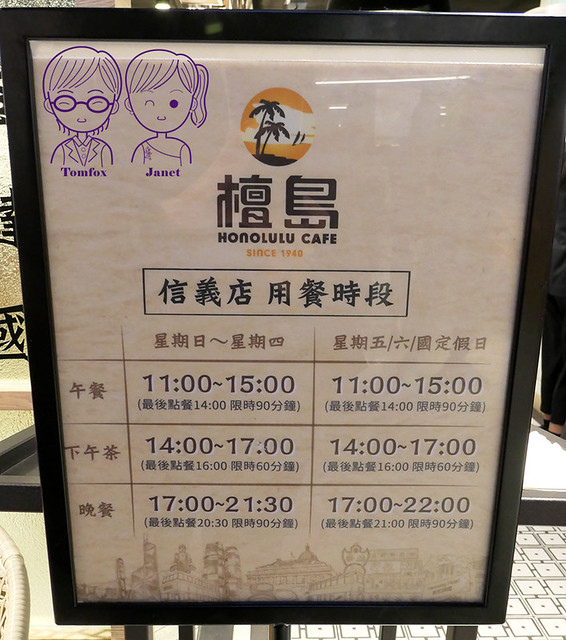 Tomfox Janet
檀島
HONOLULU CAFE
SINCE 1940
信義店 用餐時段
星期日～星期四 星期五/六/國定假日
午餐 11:00~15:00 11:00~15:00
(最後點餐14:00 限時90分鐘) (最後點餐14:00 限時90分鐘)
下午茶 14:00~17:00 14:00~17:00
(最後點餐16:00 限時60分鐘) (最後點餐16:00 限時60分鐘)
晚餐 17:00~21:30 17:00~22:00
(最後點餐20:30 限時90分鐘) (最後點餐21:00 限時90分鐘)